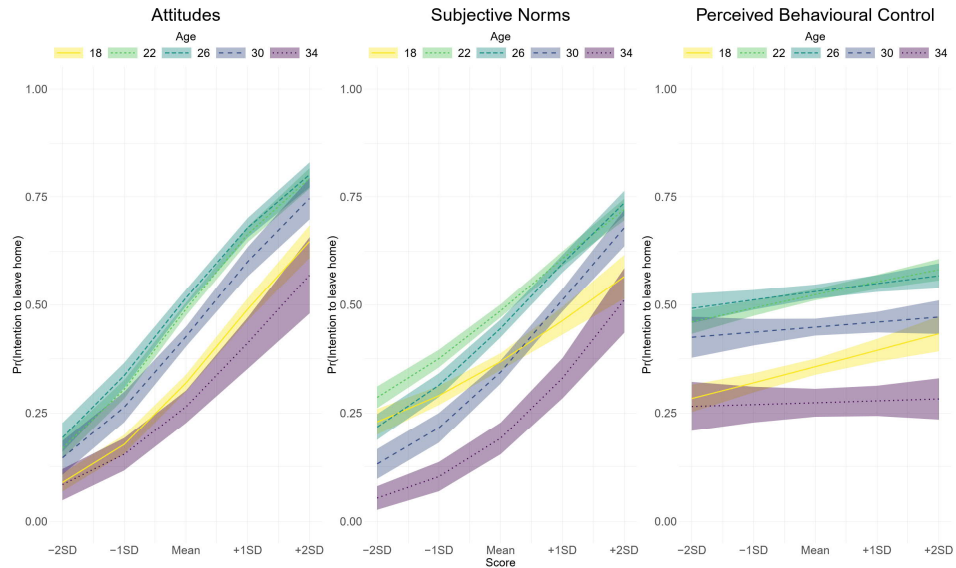 Attitudes
Age
18 22 26 30 34
Pr(Intention to leave home)
1.00
0.75
0.50
0.25
0.00
−2SD −1SD Mean +1SD +2SD
Subjective Norms
Age
18 22 26 30 34
Pr(Intention to leave home)
1.00
0.75
0.50
0.25
0.00
−2SD −1SD Mean +1SD +2SD
Score
Perceived Behavioural Control
Age
18 22 26 30 34
Pr(Intention to leave home)
1.00
0.75
0.50
0.25
0.00
−2SD −1SD Mean +1SD +2SD